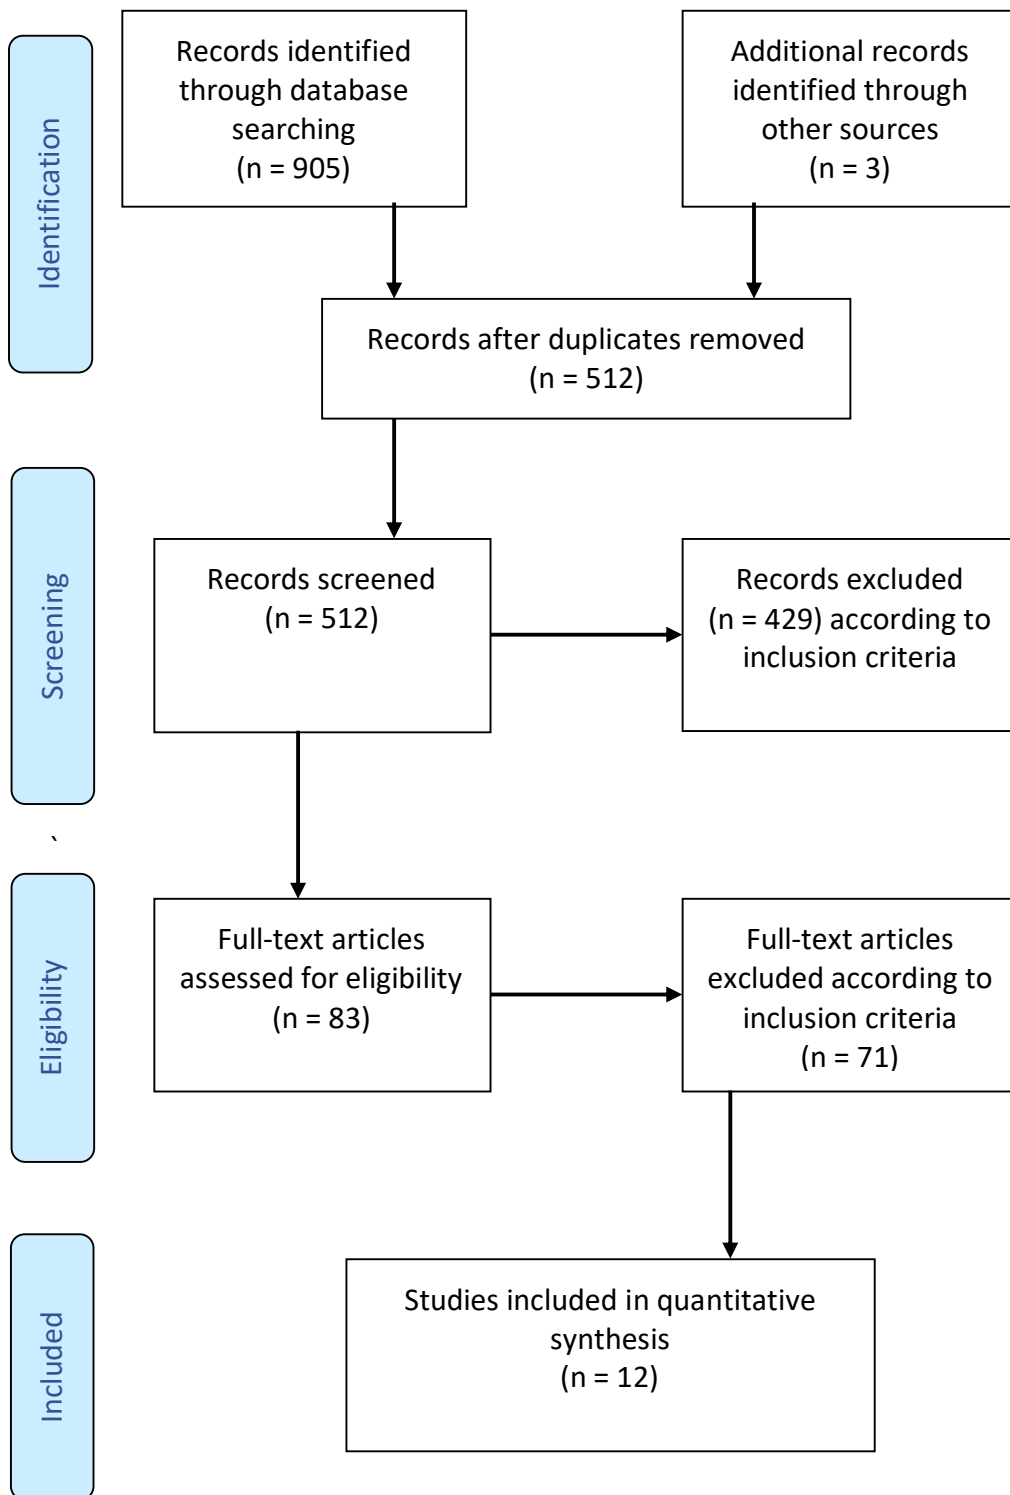 Identification
Records identified
through database
searching
(n = 905)
Additional records
identified through
other sources
(n = 3)
Records after duplicates removed
(n = 512)
Screening
Records screened
(n = 512)
Records excluded
(n = 429) according to
inclusion criteria
`
Eligibility
Full-text articles
assessed for eligibility
(n = 83)
Full-text articles
excluded according to
inclusion criteria
(n = 71)
Included
Studies included in quantitative
synthesis
(n = 12)